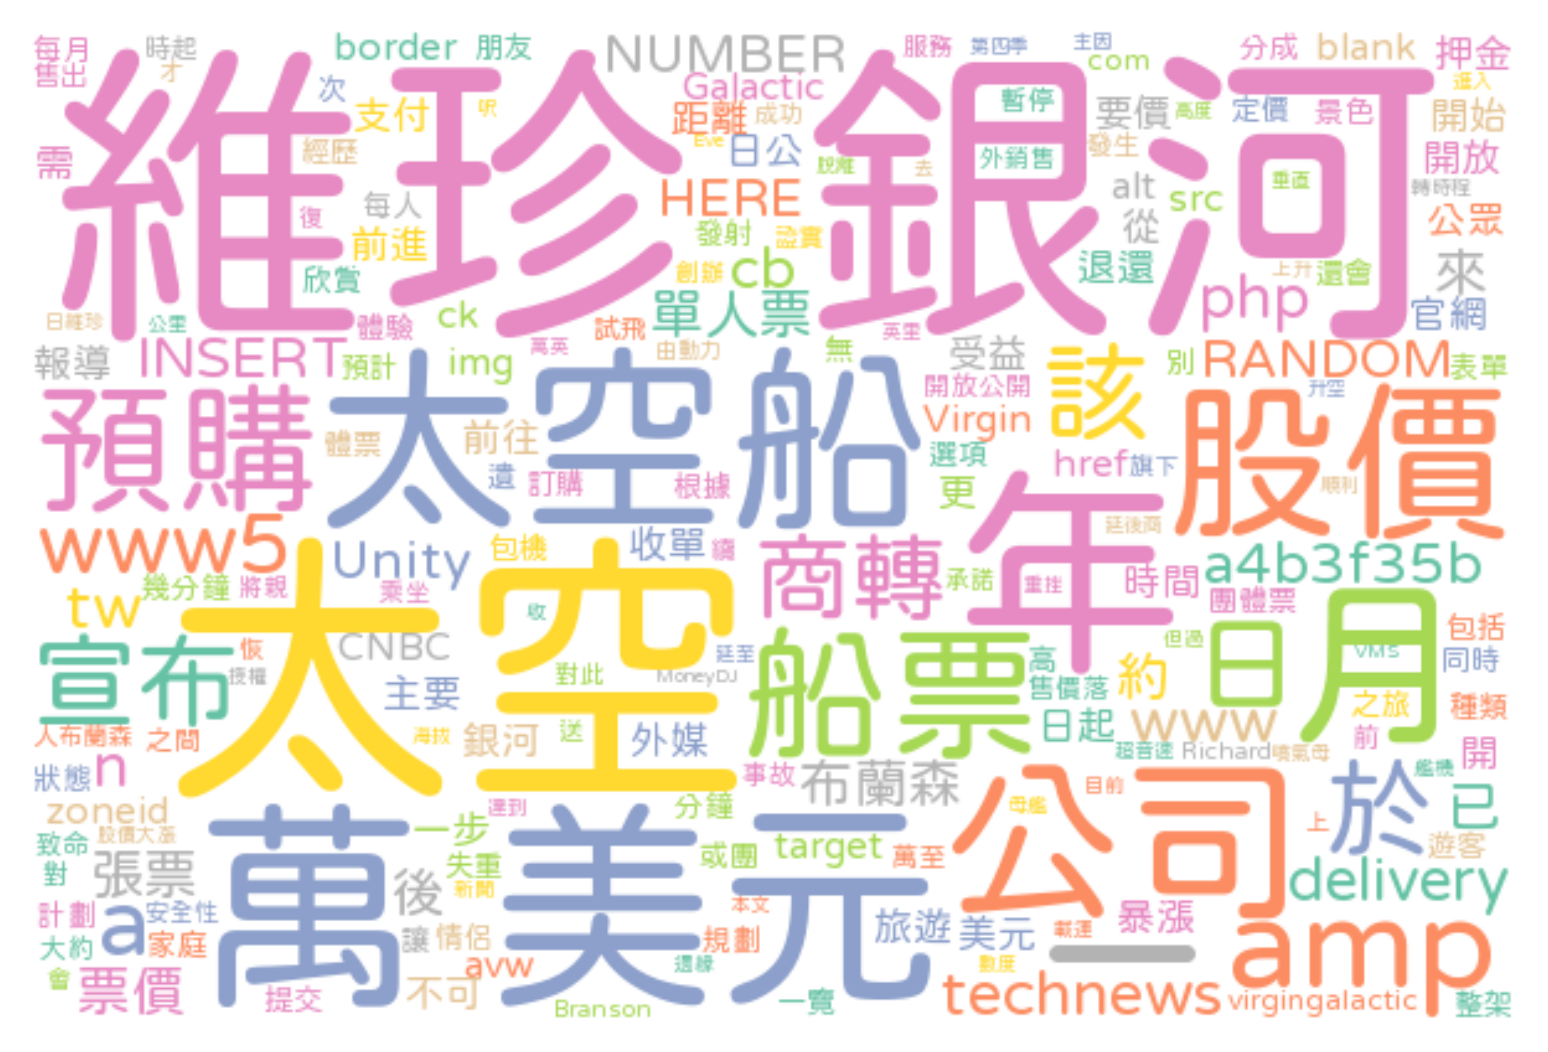 每月 時起 border 朋友 NUMBER 服務 第四季 主因 com 分成 blank 押金
售出 才 次 支付 呎 Galactic 暫停 要價 高度 定價 景色 進入 開始
維珍銀河
需 經歷 距離 成功 Eve 日公 脫離 去 外銷售 發生 垂直 開放
復 每人 前進 HERE 發射 證實 alt src 轉時程 從 公眾
欣賞 創辦 cb 退還 上升 還會 來
日維珍 公里 體驗 ck 試飛 單人票 英里 php 官網
報導 INSERT 預計 img 萬英 由動力 無 受益 該 別 RANDOM 表單
預購 太空船 開放公開 升空 股價
體票 前往 Virgin 選項 href 旗下 順利
遺 訂購 根據 更 年 延後商
www5 Unity 包機 收單 商轉 a4b3f35b
tw 幾分鐘 將親 乘坐 太空 承諾 重挫 時間 團體票 日月
宣布 恢 CNBC 收 對此 延至 船票 高 但過 VMS 包括
授權 主要 MoneyDJ 售價落 約 同時
人布蘭森 之間 海拔 銀河 送 外媒 日起 www 之旅 種類
狀態 n 事故 布蘭森 超音速 Richard 噴氣母 前 開
zoneid 股價大漲 達到 分鐘 母艦 目前 公司 艦機 於 已
致命 一步 target 上 遊客
對 張票 萬美元 失重 或團 萬至 delivery
計劃 安全性 後 新聞 本文 暴漲
大約 a 家庭 讓 情侶 規劃 旅遊 美元 載運 一 amp
會 票價 提交 不可 avw 還緣 數度 technews virgingalactic
Branson 一覽 整架